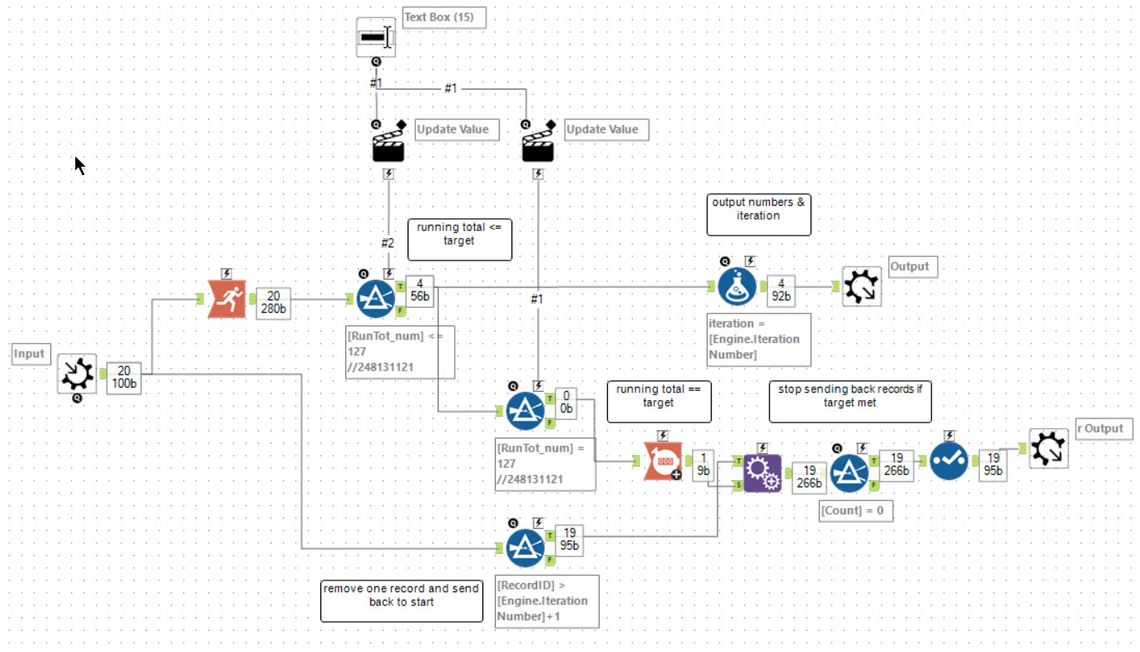 Text Box (15)
#1
#1
Update Value
Update Value
output numbers &
iteration
running total <=
target
#2
Output
20
280b
4
56b
4
92b
#1
iteration =
[Engine.Iteration
Number]
[RunTot_num] <=
127
//248131121
Input
20
100b
running total ==
target
stop sending back records if
target met
0
0b
r Output
[RunTot_num] =
127
//248131121
1
9b
19
266b
19
266b
19
95b
[Count] = 0
19
95b
remove one record and send
back to start
[RecordID] >
[Engine.Iteration
Number]+1